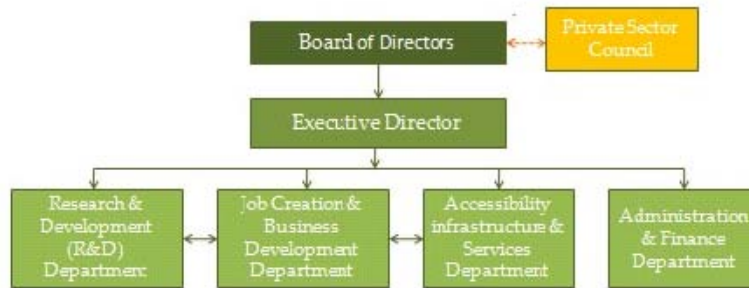 Board of Directors
Private Sector
Council
Executive Director
Research &
Development
(R&D)
Department
Job Creation &
Business
Development
Department
Accessibility
infrastructure &
Services
Department
Administration
& Finance
Department